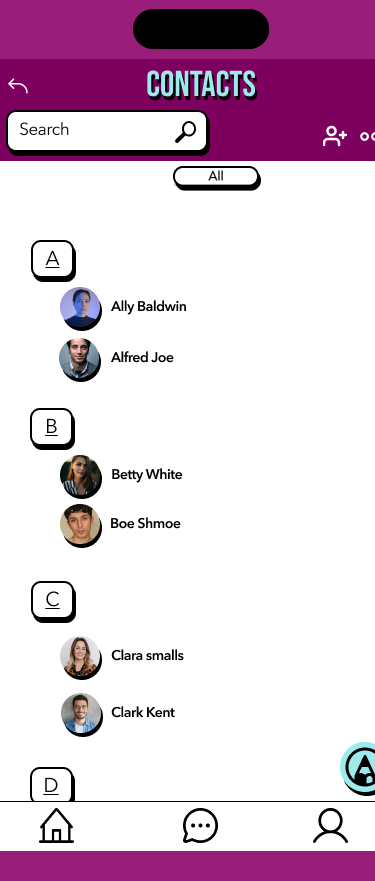 CONTACTS
Search
All
A
Ally Baldwin
Alfred Joe
B
Betty White
Boe Shmoe
C
Clara smalls
Clark Kent
D